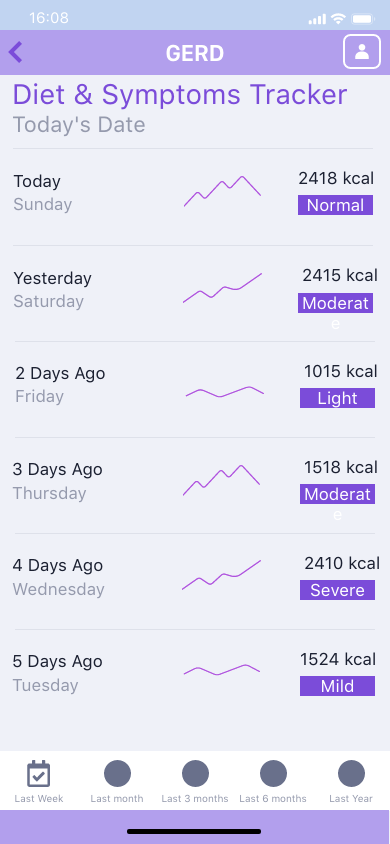 16:08
GERD
Diet & Symptoms Tracker
Today's Date
Today
2418 kcal
Sunday
Normal
Yesterday
2415 kcal
Saturday
Moderat
e
2 Days Ago
1015 kcal
Friday
Light
3 Days Ago
1518 kcal
Thursday
Moderat
e
4 Days Ago
2410 kcal
Wednesday
Severe
5 Days Ago
1524 kcal
Tuesday
Mild
Last Week Last month Last 3 months Last 6 months Last Year